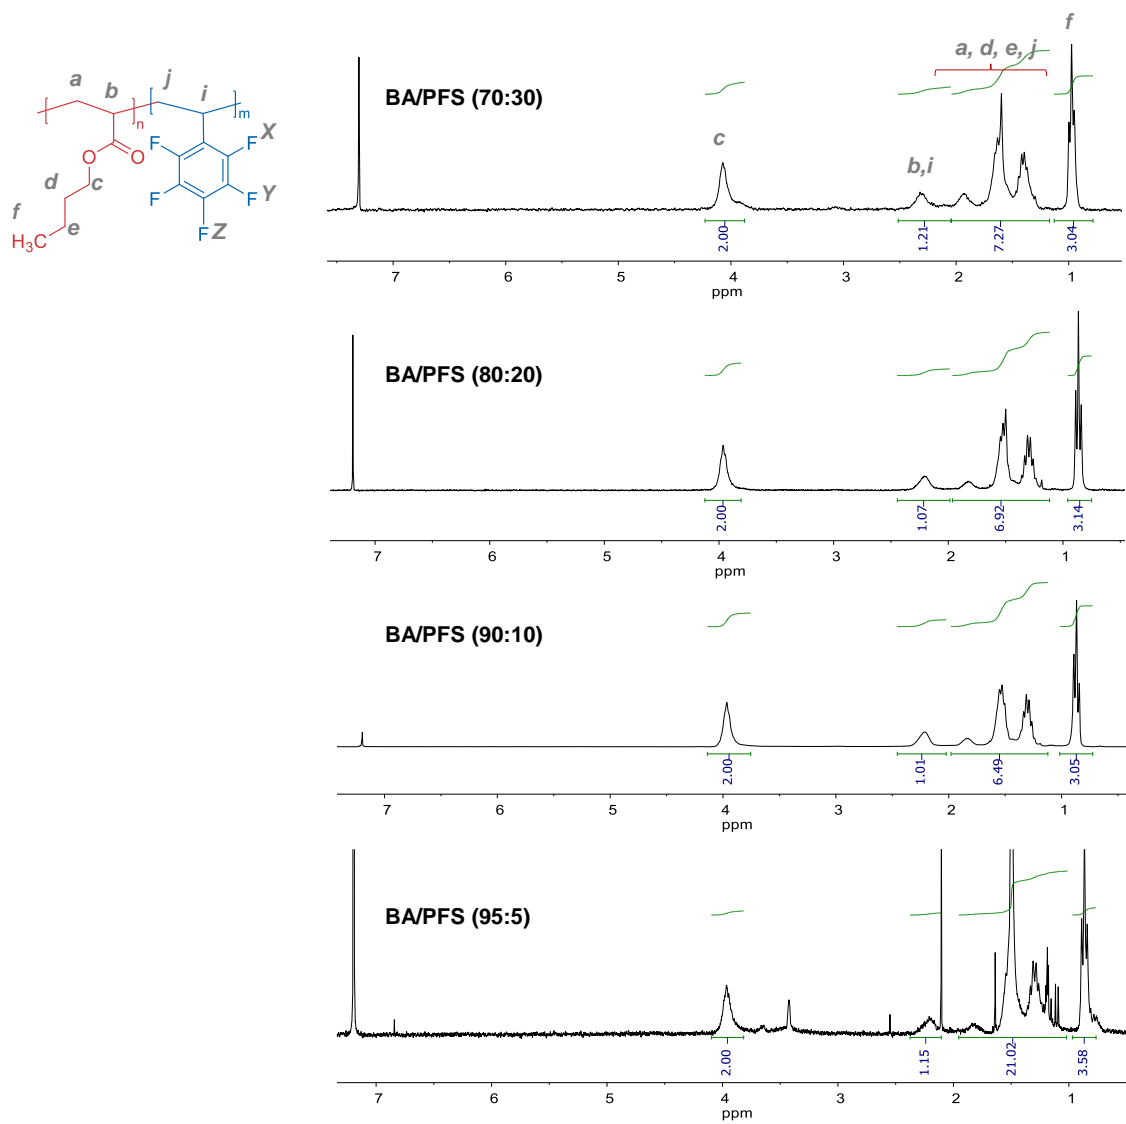 a
b
j
i
n
m
O
O
F
F
F
F
F
X
Y
Z
d
c
f
e
H₃C
BA/PFS (70:30)
c
b,i
a, d, e, j
f
2.00
1.21
7.27
3.04
7 6 5 4 3 2 1
ppm
BA/PFS (80:20)
2.00
1.07
6.92
3.14
7 6 5 4 3 2 1
ppm
BA/PFS (90:10)
2.00
1.01
6.49
3.05
7 6 5 4 3 2 1
ppm
BA/PFS (95:5)
2.00
1.15
21.02
3.58
7 6 5 4 3 2 1
ppm